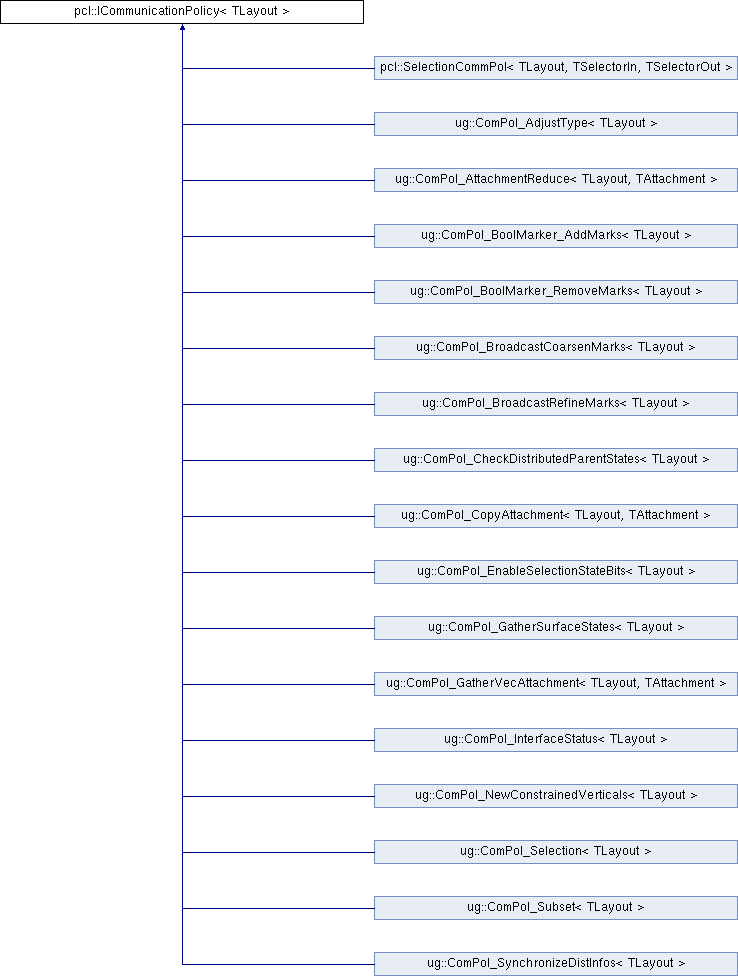 pcl::ICommunicationPolicy< TLayout >
pcl::SelectionCommPol< TLayout, TSelectorIn, TSelectorOut >
ug::ComPol_AdjustType< TLayout >
ug::ComPol_AttachmentReduce< TLayout, TAttachment >
ug::ComPol_BoolMarker_AddMarks< TLayout >
ug::ComPol_BoolMarker_RemoveMarks< TLayout >
ug::ComPol_BroadcastCoarsenMarks< TLayout >
ug::ComPol_BroadcastRefineMarks< TLayout >
ug::ComPol_CheckDistributedParentStates< TLayout >
ug::ComPol_CopyAttachment< TLayout, TAttachment >
ug::ComPol_EnableSelectionStateBits< TLayout >
ug::ComPol_GatherSurfaceStates< TLayout >
ug::ComPol_GatherVecAttachment< TLayout, TAttachment >
ug::ComPol_InterfaceStatus< TLayout >
ug::ComPol_NewConstrainedVerticals< TLayout >
ug::ComPol_Selection< TLayout >
ug::ComPol_Subset< TLayout >
ug::ComPol_SynchronizeDistInfos< TLayout >